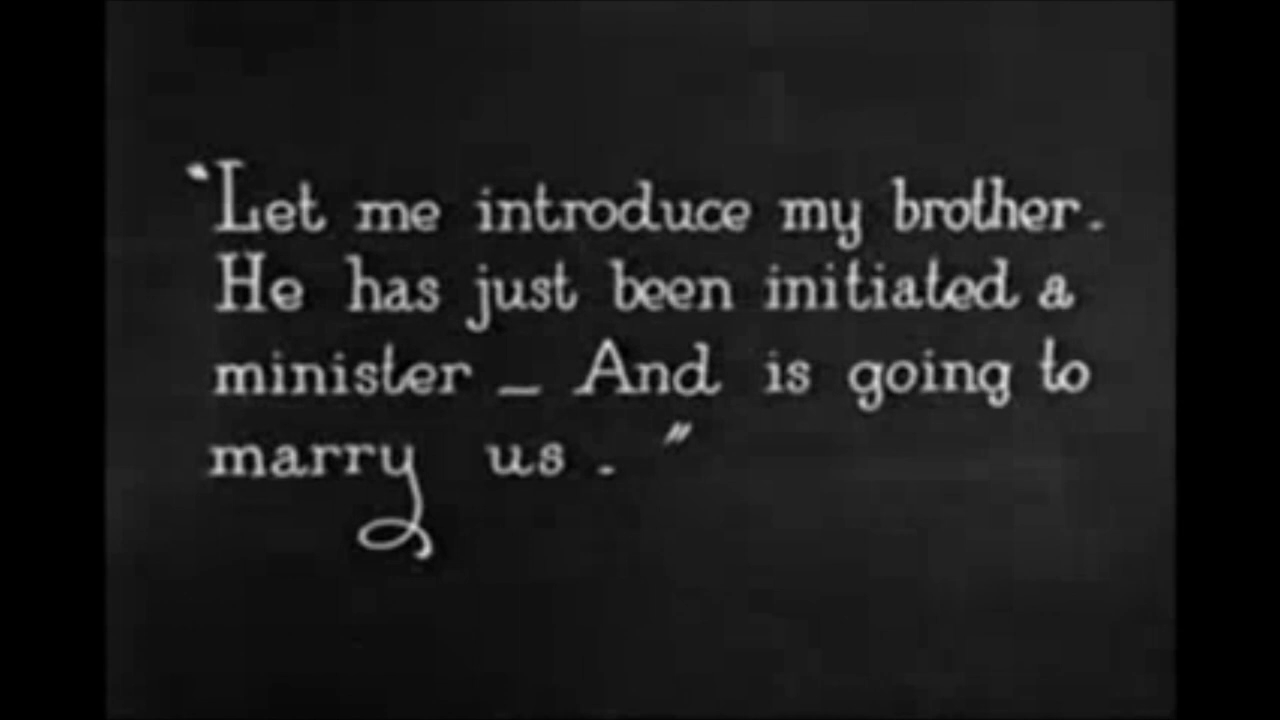 "Let me introduce my brother.
He has just been initiated a
minister — And is going to
marry us."